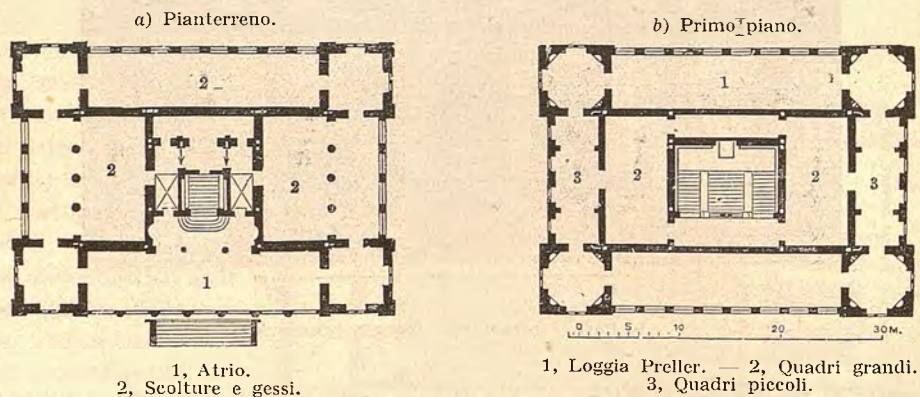 a) Pianterreno.
2
2
2
1
1, Atrio.
2, Scolture e gessi.
b) Primo piano.
1
3
2
2
3
0 5 10 20 30 M.
1, Loggia Preller. — 2, Quadri grandi.
3, Quadri piccoli.